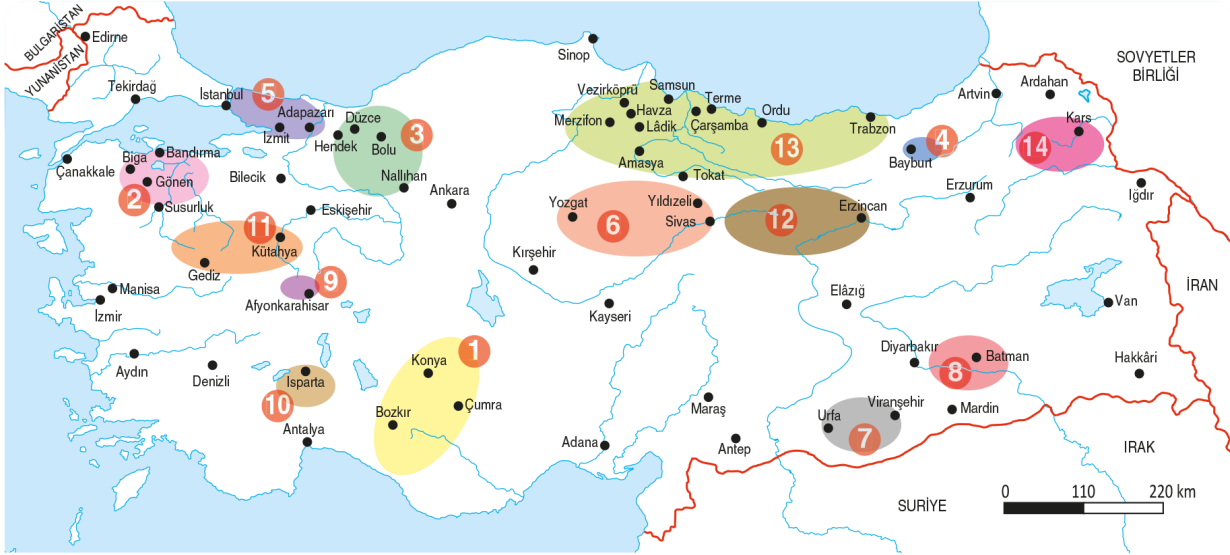 BULGARİSTAN
YUNANİSTAN
Edirne
Tekirdağ
İstanbul
5
Adapazarı
İzmit
Hendek
Düzce
Bolu
3
Nallıhan
Ankara
Bilecik
Eskişehir
Çanakkale
Biga
Bandırma
Gönen
2
Susurluk
11
Kütahya
Gediz
9
Afyonkarahisar
Manisa
İzmir
Aydın
Denizli
Isparta
10
Antalya
Konya
1
Çumra
Bozkır
Sinop
Vezirköprü
Samsun
Havza
Terme
Merzifon
Lâdik
Çarşamba
Ordu
Trabzon
13
Amasya
Tokat
Yozgat
Yıldızeli
6
Sivas
12
Erzincan
Kırşehir
Kayseri
Adana
Maraş
Antep
Elâzığ
Diyarbakır
Batman
8
Mardin
Urfa
Viranşehir
7
SOVYETLER
BİRLİĞİ
Artvin
Ardahan
Kars
14
4
Bayburt
Erzurum
Iğdır
Van
Hakkâri
İRAN
IRAK
SURİYE
0 110 220 km